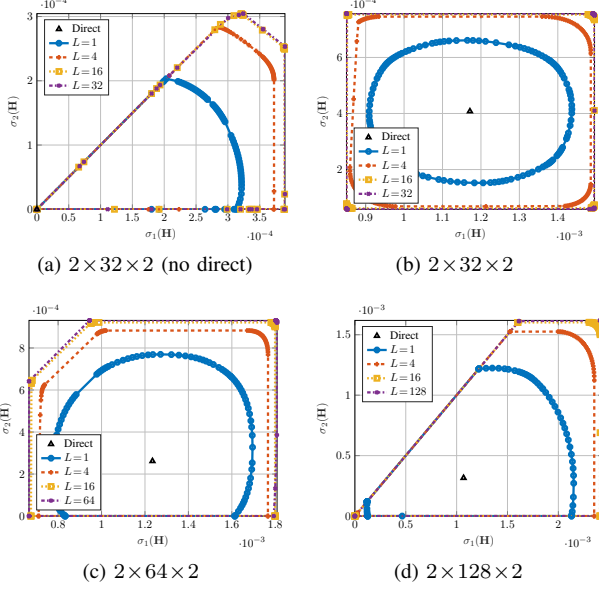 ·10⁻⁴
3
2
1
0
σ₂(H)
Direct
L=1
L=4
L=16
L=32
0
0.5
1
1.5
2
2.5
3
3.5
σ₁(H)
·10⁻⁴
(a) 2×32×2 (no direct)
·10⁻⁴
6
4
2
σ₂(H)
Direct
L=1
L=4
L=16
L=32
0.9
1
1.1
1.2
1.3
1.4
σ₁(H)
·10⁻³
(b) 2×32×2
·10⁻⁴
8
6
4
2
0
σ₂(H)
Direct
L=1
L=4
L=16
L=64
0.8
1
1.2
1.4
1.6
1.8
σ₁(H)
·10⁻³
(c) 2×64×2
·10⁻³
1.5
1
0.5
0
σ₂(H)
Direct
L=1
L=4
L=16
L=128
0
0.5
1
1.5
2
σ₁(H)
·10⁻³
(d) 2×128×2